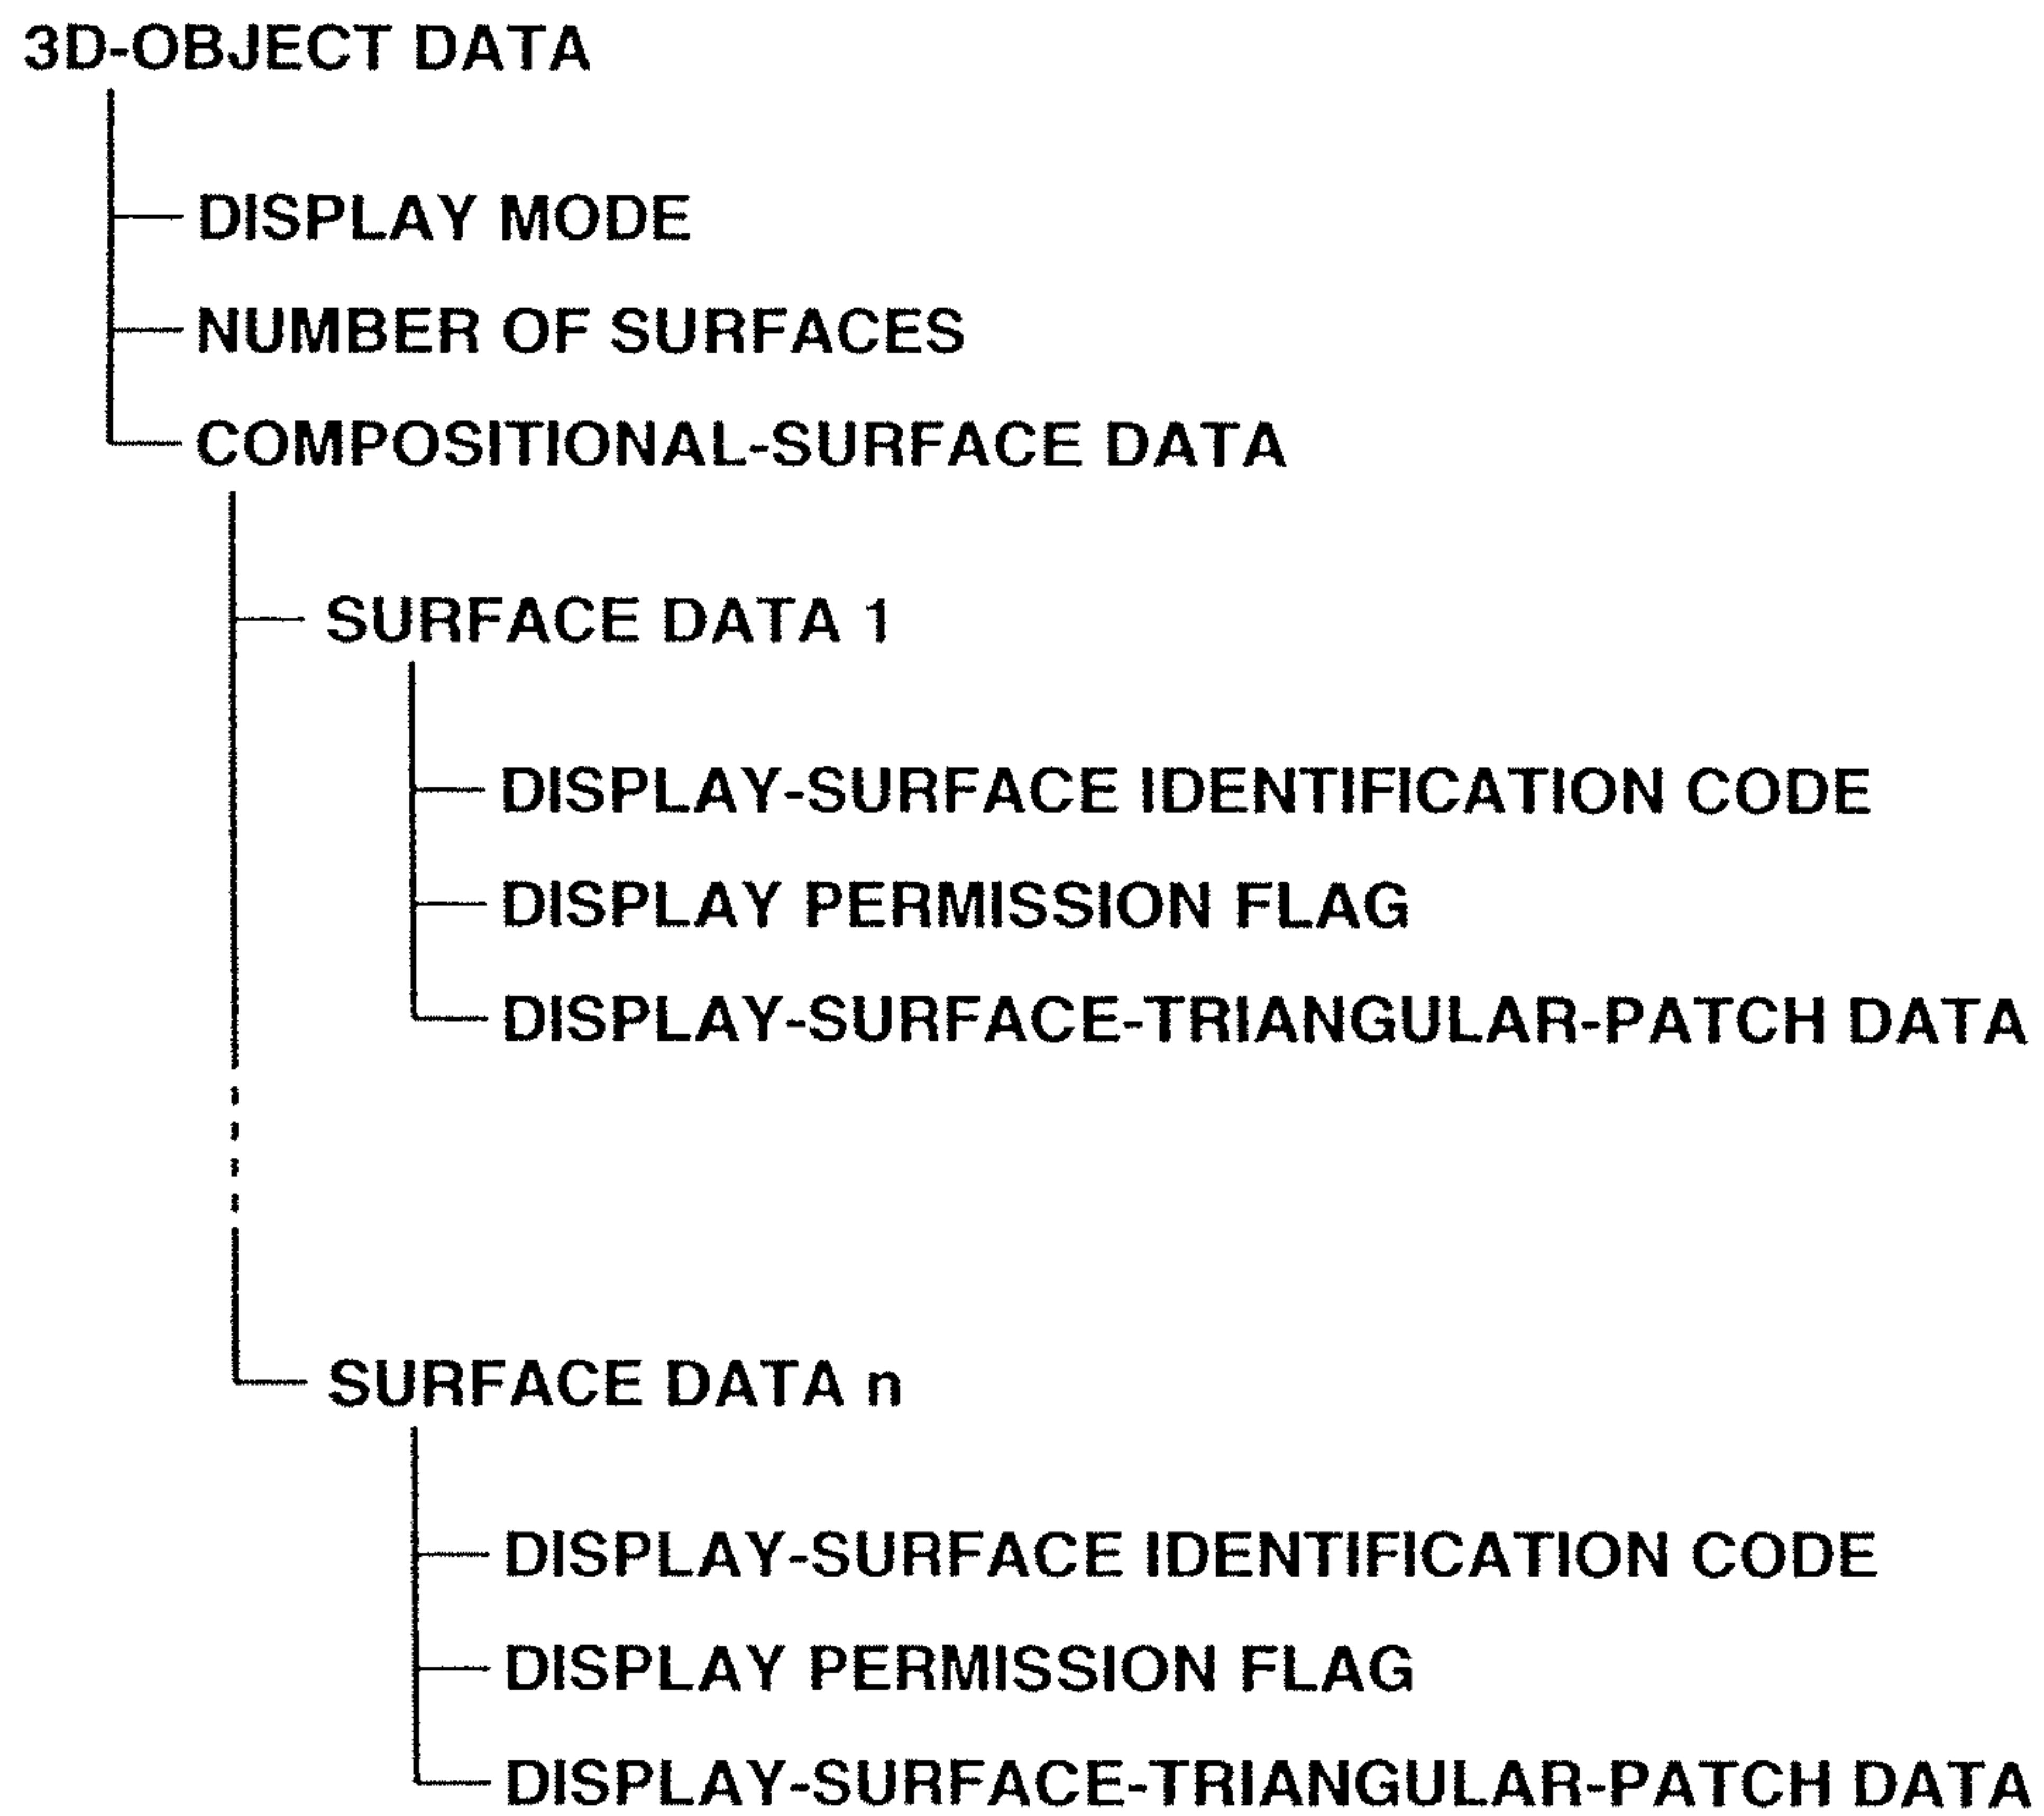 3D-OBJECT DATA
DISPLAY MODE
NUMBER OF SURFACES
COMPOSITIONAL-SURFACE DATA
SURFACE DATA 1
DISPLAY-SURFACE IDENTIFICATION CODE
DISPLAY PERMISSION FLAG
DISPLAY-SURFACE-TRIANGULAR-PATCH DATA
SURFACE DATA n
DISPLAY-SURFACE IDENTIFICATION CODE
DISPLAY PERMISSION FLAG
DISPLAY-SURFACE-TRIANGULAR-PATCH DATA